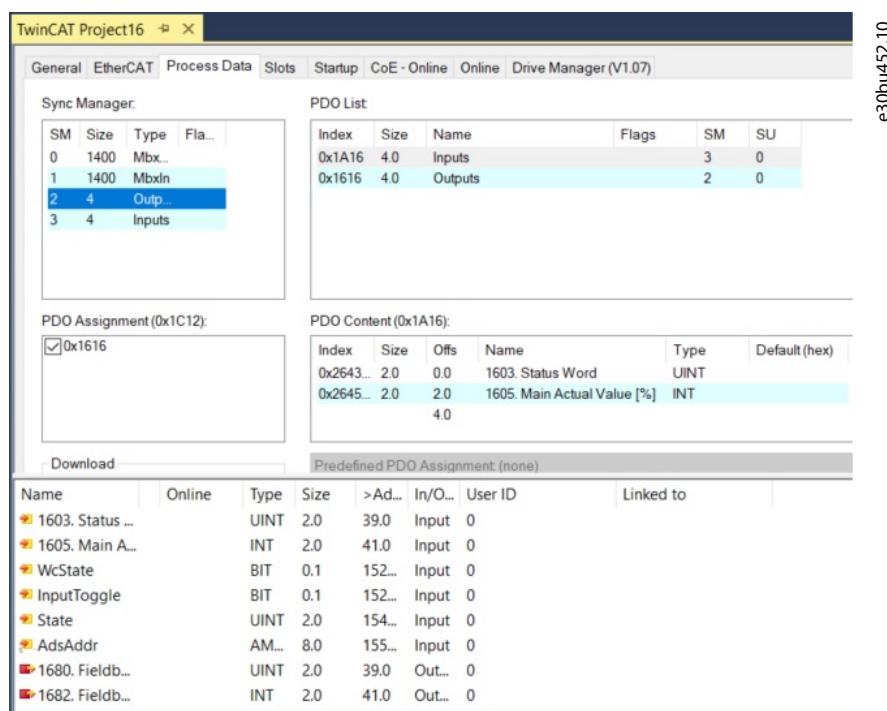 TwinCAT Project16
e30bu452.10
General EtherCAT Process Data Slots Startup CoE - Online Online Drive Manager (V1.07)
Sync Manager: PDO List:
SM Size Type Fla... Index Size Name Flags SM SU
0 1400 Mbx... 0x1A16 4.0 Inputs 3 0
1 1400 MbxIn 0x1616 4.0 Outputs 2 0
2 4 Outp...
3 4 Inputs
PDO Assignment (0x1C12): PDO Content (0x1A16):
0x1616 Index Size Offs Name Type Default (hex)
0x2643... 2.0 0.0 1603. Status Word UINT
0x2645... 2.0 2.0 1605. Main Actual Value [%] INT
4.0
Download Predefined PDO Assignment: (none)
Name Online Type Size >Ad... In/O... User ID Linked to
1603. Status ... UINT 2.0 39.0 Input 0
1605. Main A... INT 2.0 41.0 Input 0
WcState BIT 0.1 152... Input 0
InputToggle BIT 0.1 152... Input 0
State UINT 2.0 154... Input 0
AdsAddr AM... 8.0 155... Input 0
1680. Fieldb... UINT 2.0 39.0 Out... 0
1682. Fieldb... INT 2.0 41.0 Out... 0